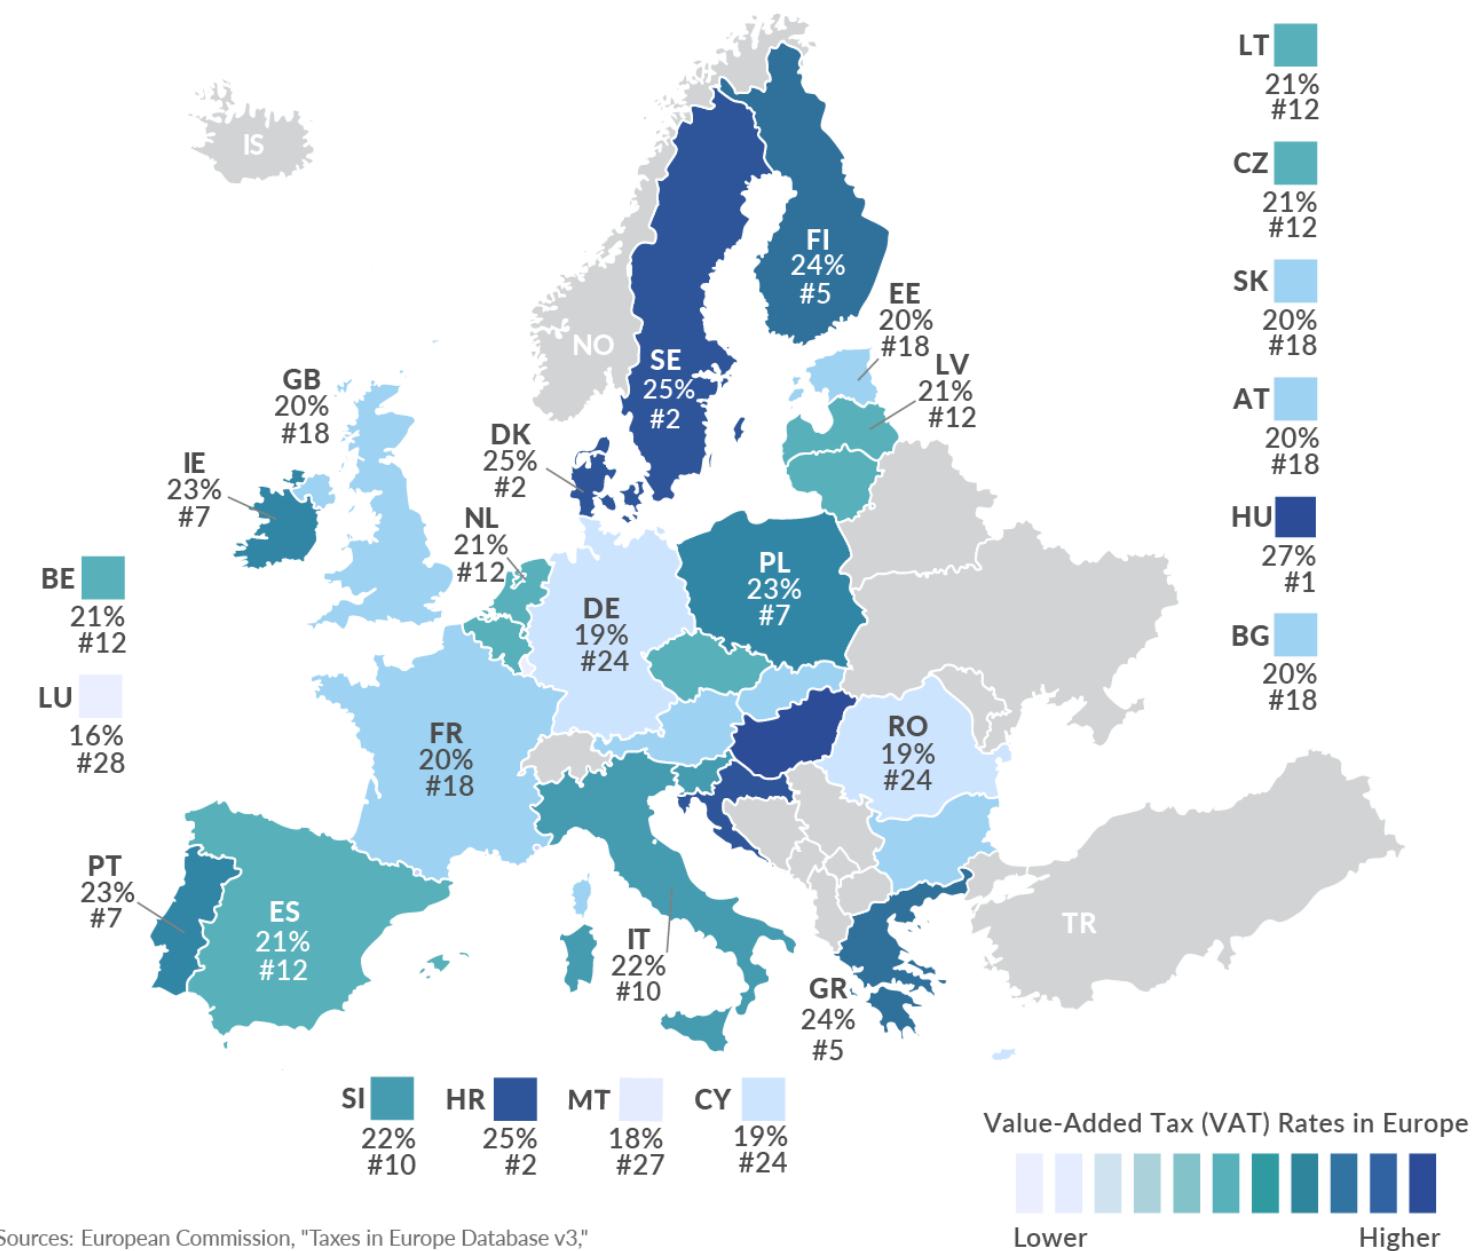 IS
NO
FI
24%
#5
SE
25%
#2
EE
20%
#18
LV
21%
#12
DK
25%
#2
GB
20%
#18
IE
23%
#7
NL
21%
#12
BE
21%
#12
LU
16%
#28
DE
19%
#24
PL
23%
#7
FR
20%
#18
RO
19%
#24
PT
23%
#7
ES
21%
#12
IT
22%
#10
GR
24%
#5
TR
LT
21%
#12
CZ
21%
#12
SK
20%
#18
AT
20%
#18
HU
27%
#1
BG
20%
#18
SI
22%
#10
HR
25%
#2
MT
18%
#27
CY
19%
#24
Value-Added Tax (VAT) Rates in Europe
Lower Higher
Sources: European Commission, "Taxes in Europe Database v3,"